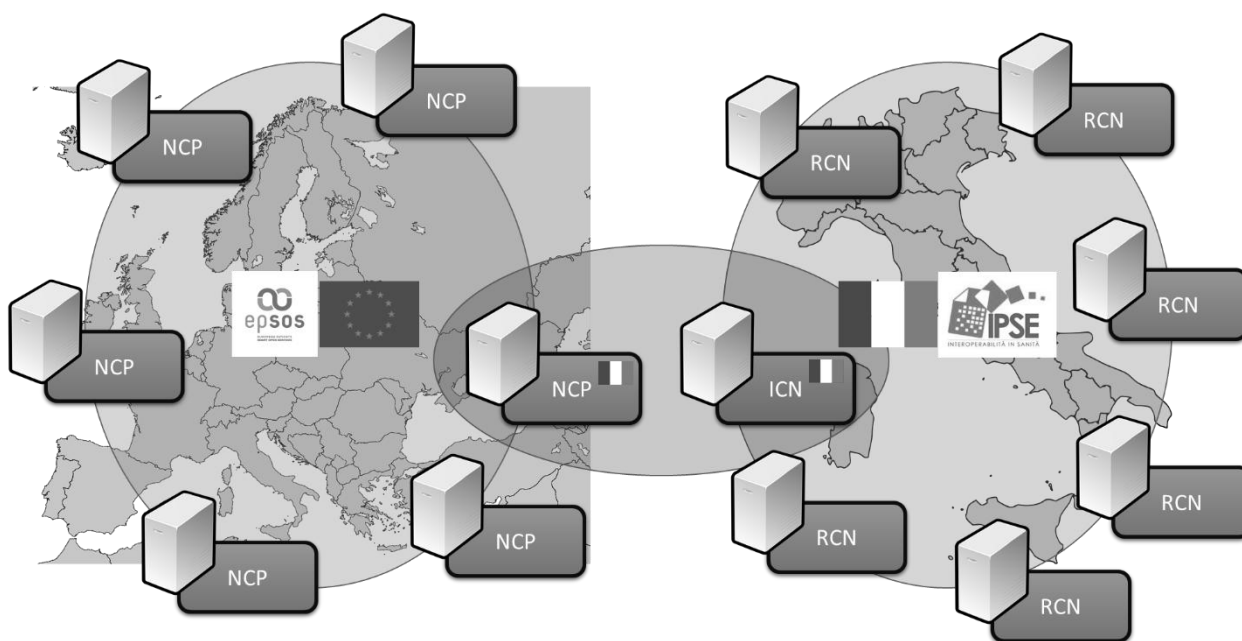 NCP
NCP
RCN
RCN
epsos
RCN
IPSE
INTEROPERABILITÀ IN SANITÀ
NCP
NCP
ICN
RCN
NCP
RCN
NCP
RCN